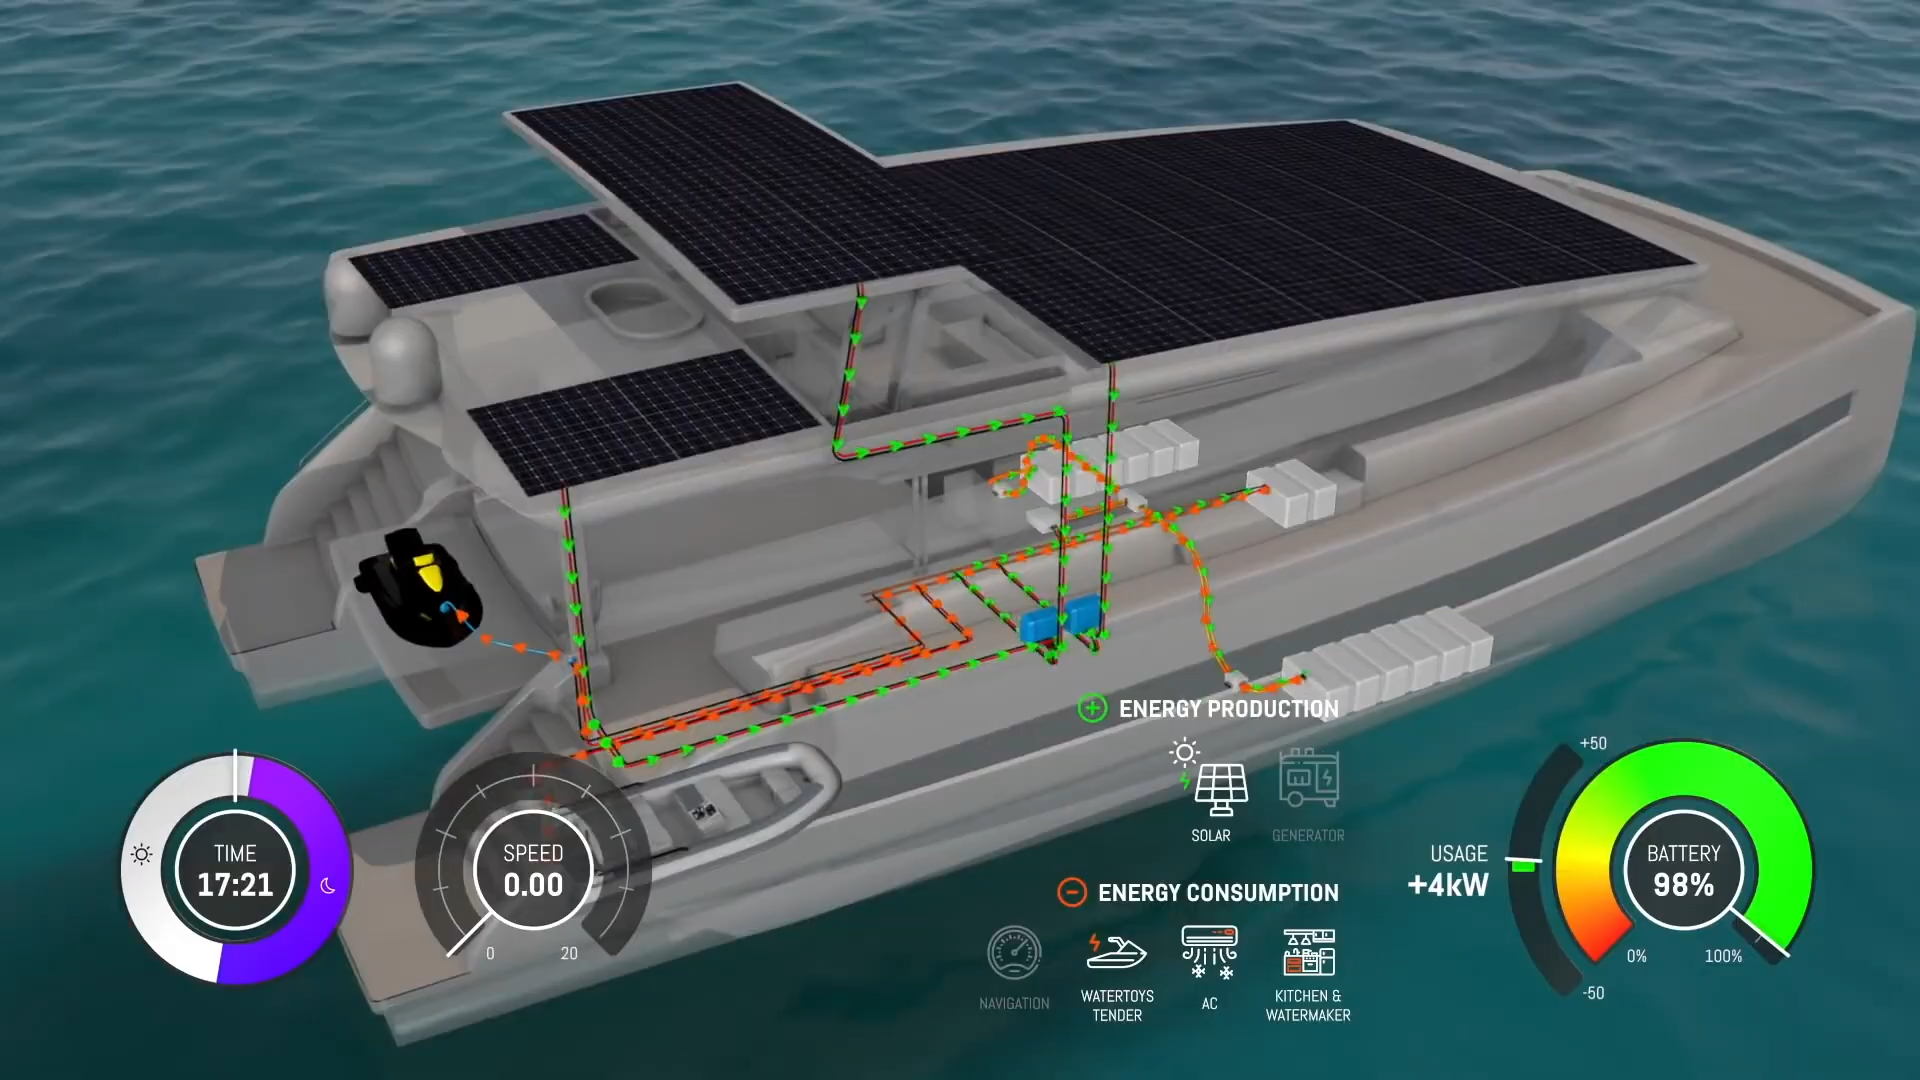 ENERGY PRODUCTION
SOLAR
GENERATOR
ENERGY CONSUMPTION
NAVIGATION
WATERTOYS
TENDER
AC
KITCHEN &
WATERMAKER
TIME
17:21
SPEED
0.00
0
20
USAGE
+4kW
+50
-50
BATTERY
98%
0%
100%